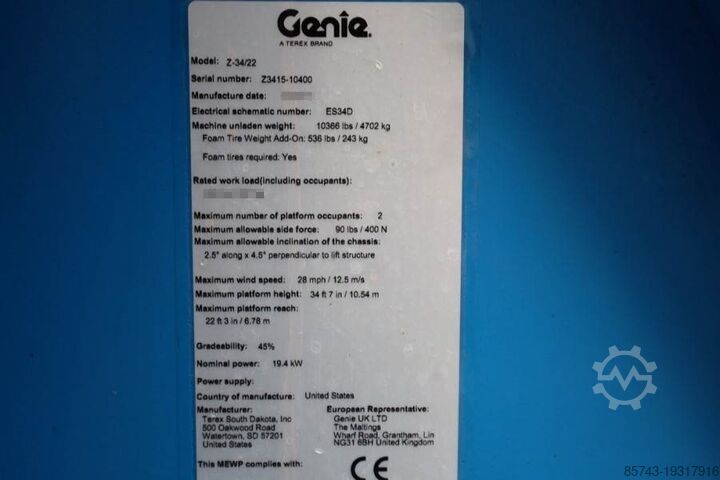 Genie.
A TEREX BRAND
Model: Z-34/22
Serial number: Z3415-10400
Manufacture date:
Electrical schematic number: ES34D
Machine unladen weight: 10366 lbs / 4702 kg
Foam Tire Weight Add-On: 536 lbs / 243 kg
Foam tires required: Yes
Rated work load(including occupants):
Maximum number of platform occupants: 2
Maximum allowable side force: 90 lbs / 400 N
Maximum allowable inclination of the chassis:
2.5° along x 4.5° perpendicular to lift structure
Maximum wind speed: 28 mph / 12.5 m/s
Maximum platform height: 34 ft 7 in / 10.54 m
Maximum platform reach:
22 ft 3 in / 6.78 m
Gradeability: 45%
Nominal power: 19.4 kW
Power supply:
Country of manufacture: United States
Manufacturer: European Representative:
Terex South Dakota, Inc Genie UK LTD
500 Oakwood Road The Maltings
Watertown, SD 57201 Wharf Road, Grantham, Lin
United States NG31 6BH United Kingdom
This MEWP complies with: CE
85743-19317916